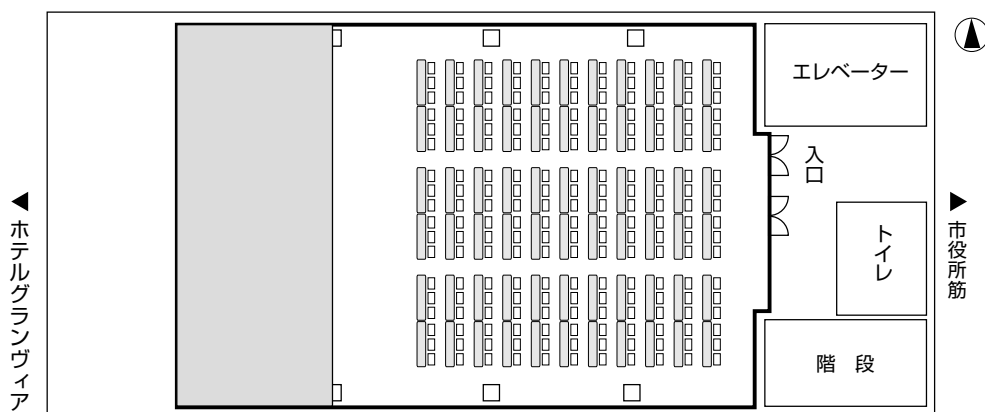 エレベーター
入口
トイレ
階 段
◀ ホテルグランヴィア
▶ 市役所筋